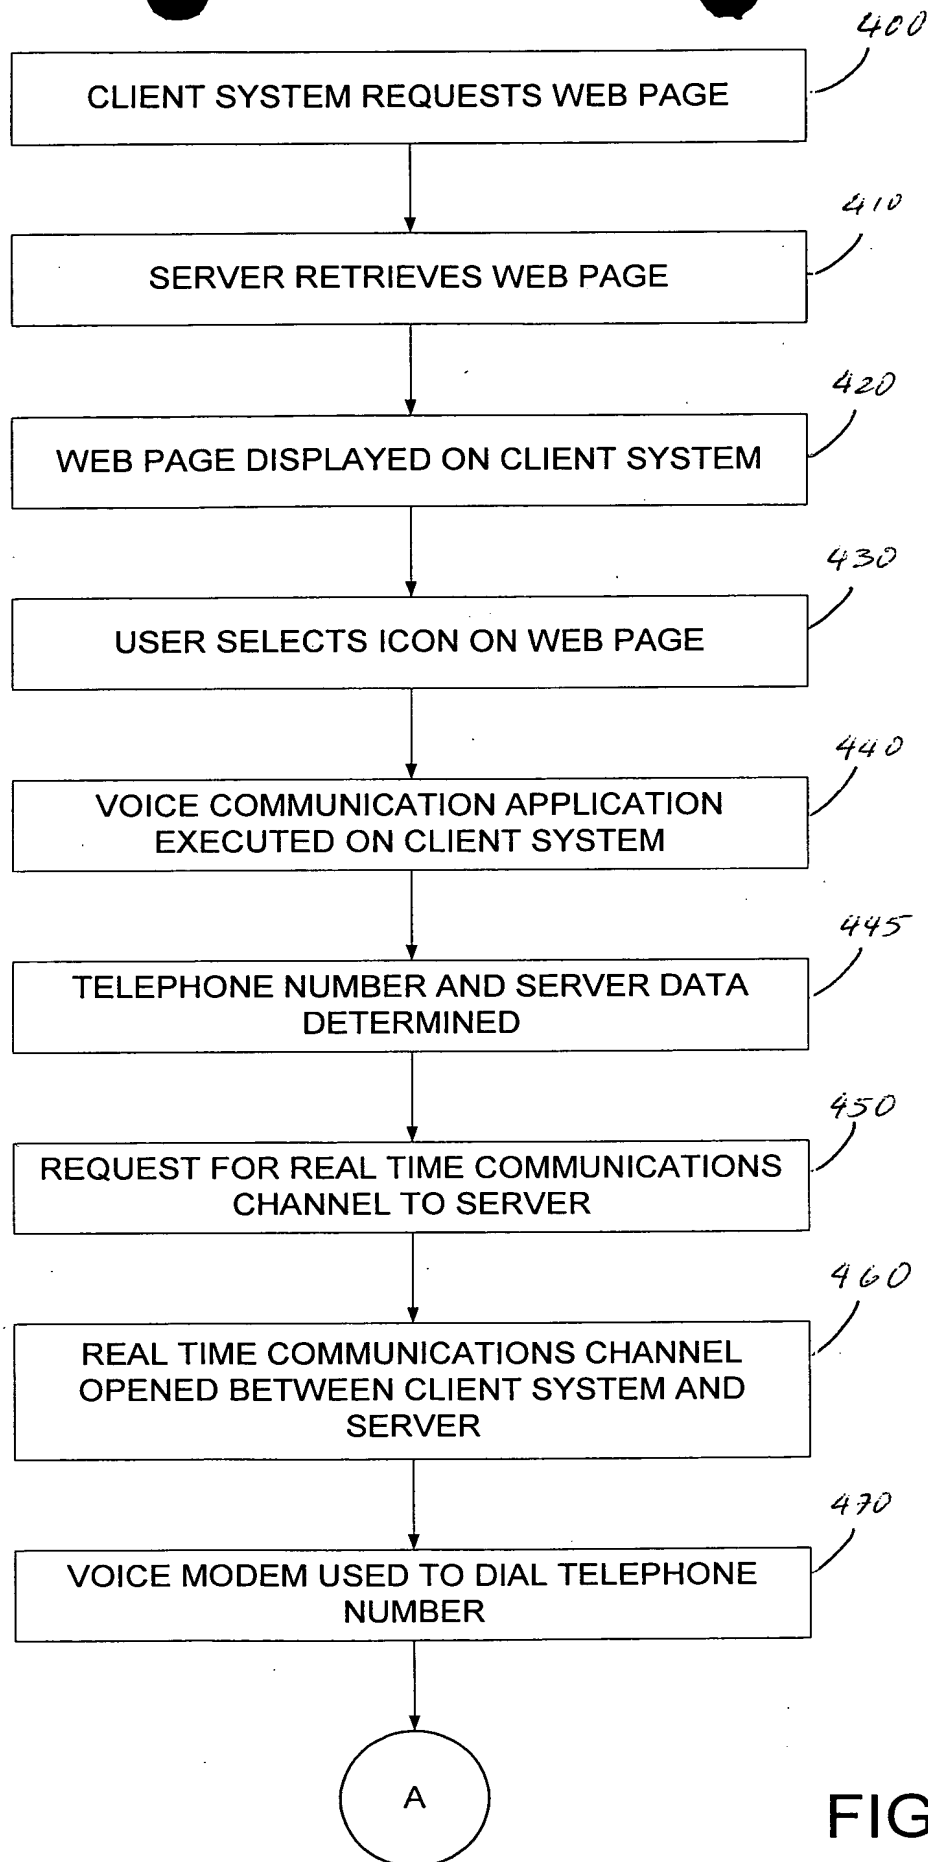 400
CLIENT SYSTEM REQUESTS WEB PAGE
410
SERVER RETRIEVES WEB PAGE
420
WEB PAGE DISPLAYED ON CLIENT SYSTEM
430
USER SELECTS ICON ON WEB PAGE
440
VOICE COMMUNICATION APPLICATION
EXECUTED ON CLIENT SYSTEM
445
TELEPHONE NUMBER AND SERVER DATA
DETERMINED
450
REQUEST FOR REAL TIME COMMUNICATIONS
CHANNEL TO SERVER
460
REAL TIME COMMUNICATIONS CHANNEL
OPENED BETWEEN CLIENT SYSTEM AND
SERVER
470
VOICE MODEM USED TO DIAL TELEPHONE
NUMBER
A
FIG